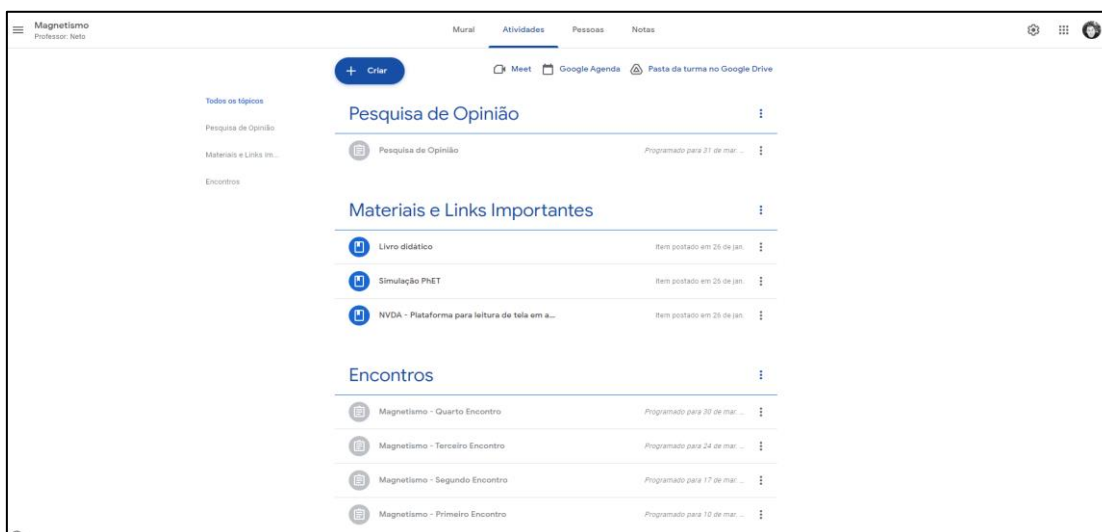 Magnetismo
Professor: Neto
Mural Atividades Pessoas Notas
+ Criar
Meet Google Agenda Pasta da turma no Google Drive
Todos os tópicos
Pesquisa de Opinião
Materiais e Links Im...
Encontros
Pesquisa de Opinião
Pesquisa de Opinião Programado para 31 de mar. ...
Materiais e Links Importantes
Livro didático Item postado em 26 de jan.
Simulação PhET Item postado em 26 de jan.
NVDA - Plataforma para leitura de tela em a... Item postado em 26 de jan.
Encontros
Magnetismo - Quarto Encontro Programado para 30 de mar. ...
Magnetismo - Terceiro Encontro Programado para 24 de mar. ...
Magnetismo - Segundo Encontro Programado para 17 de mar. ...
Magnetismo - Primeiro Encontro Programado para 10 de mar. ...